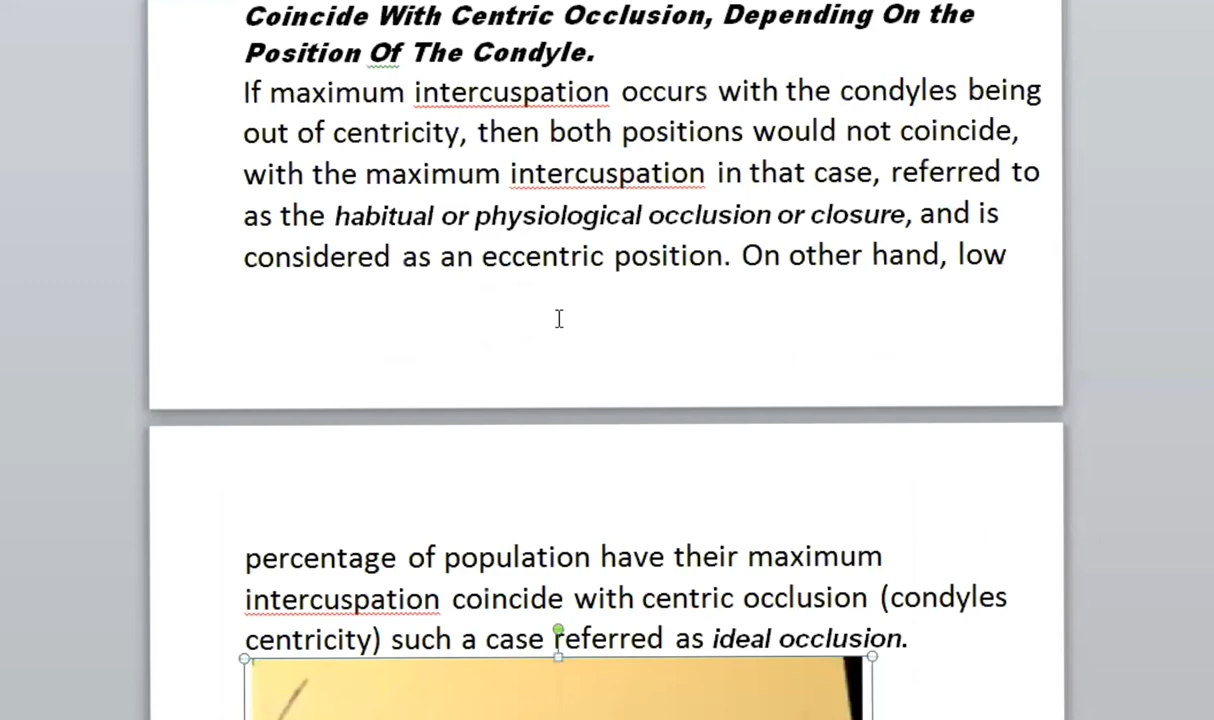 Coincide With Centric Occlusion, Depending On the
Position Of The Condyle.
If maximum intercuspation occurs with the condyles being
out of centricity, then both positions would not coincide,
with the maximum intercuspation in that case, referred to
as the habitual or physiological occlusion or closure, and is
considered as an eccentric position. On other hand, low
percentage of population have their maximum
intercuspation coincide with centric occlusion (condyles
centricity) such a case referred as ideal occlusion.